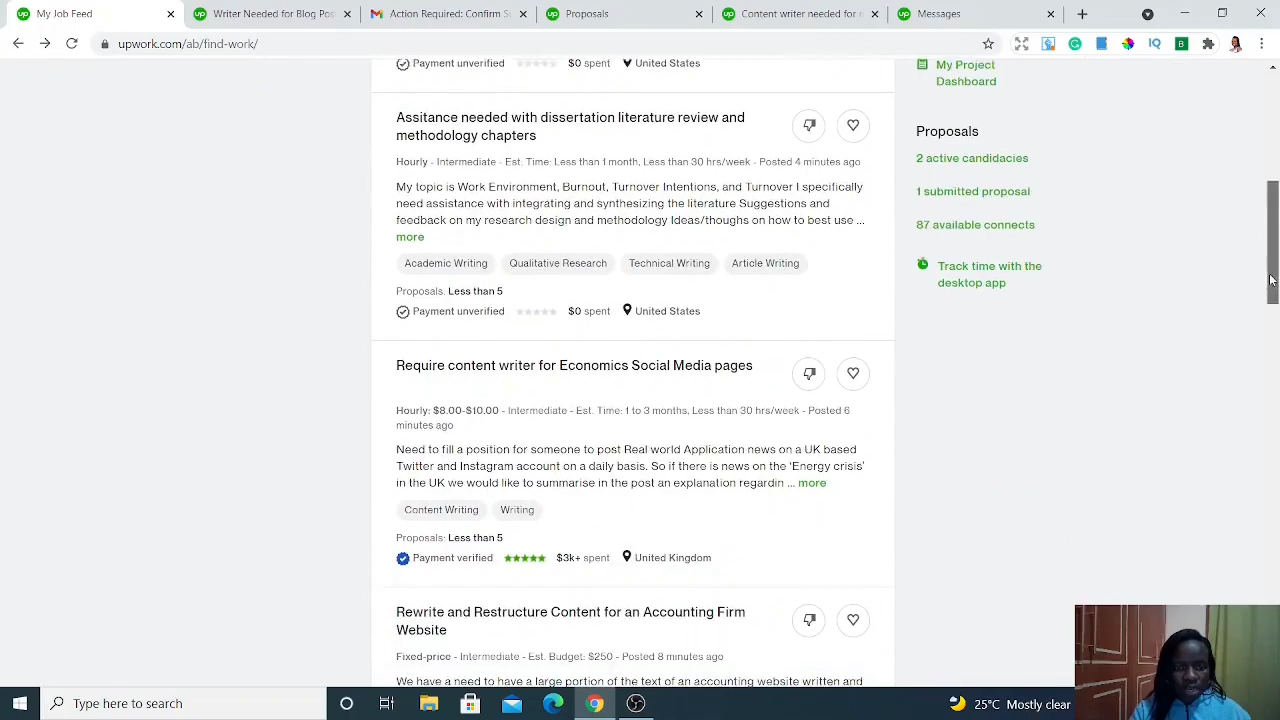 My Job Feed
Writer Needed for Blog Pos
Action Required: Confirm S
Proposals
Content writer needed for r
Messages
upwork.com/ab/find-work/
Payment unverified $0 spent United States
My Project
Dashboard
Assitance needed with dissertation literature review and
methodology chapters
Hourly - Intermediate - Est. Time: Less than 1 month, Less than 30 hrs/week - Posted 4 minutes ago
My topic is Work Environment, Burnout, Turnover Intentions, and Turnover I specifically
need assistance with integrating and synthesizing the literature Suggestions and
feedback on my research design and methodology Ideas/thoughs on how to best use ...
more
Academic Writing Qualitative Research Technical Writing Article Writing
Proposals: Less than 5
Payment unverified $0 spent United States
Proposals
2 active candidacies
1 submitted proposal
87 available connects
Track time with the
desktop app
Require content writer for Economics Social Media pages
Hourly: $8.00-$10.00 - Intermediate - Est. Time: 1 to 3 months, Less than 30 hrs/week - Posted 6
minutes ago
Need to fill a position for someone to post Real world Application news on a UK based
Twitter and Instagram account on a daily basis. So if there is news on the 'Energy crisis'
in the UK we would like to summarise in the post an explanation regardin ... more
Content Writing Writing
Proposals: Less than 5
Payment verified $3k+ spent United Kingdom
Rewrite and Restructure Content for an Accounting Firm
Website
Fixed-price - Intermediate - Est. Budget: $250 - Posted 8 minutes ago
We have a need to have a large portion of the text of an accounting website written and
Type here to search
25°C Mostly clear